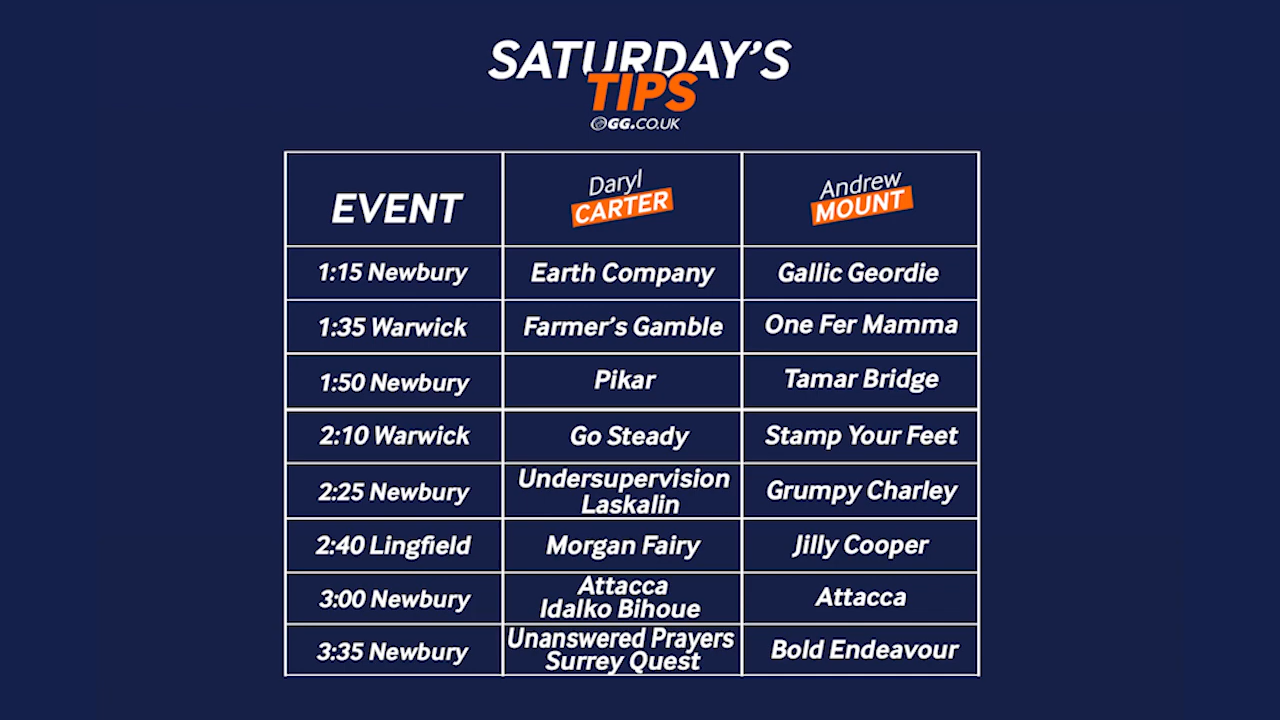 SATURDAY'S
TIPS
GG.CO.UK
EVENT
Daryl
CARTER
Andrew
MOUNT
1:15 Newbury
Earth Company
Gallic Geordie
1:35 Warwick
Farmer's Gamble
One Fer Mamma
1:50 Newbury
Pikar
Tamar Bridge
2:10 Warwick
Go Steady
Stamp Your Feet
2:25 Newbury
Undersupervision
Laskalin
Grumpy Charley
2:40 Lingfield
Morgan Fairy
Jilly Cooper
3:00 Newbury
Attacca
Idalko Bihoue
Attacca
3:35 Newbury
Unanswered Prayers
Surrey Quest
Bold Endeavour